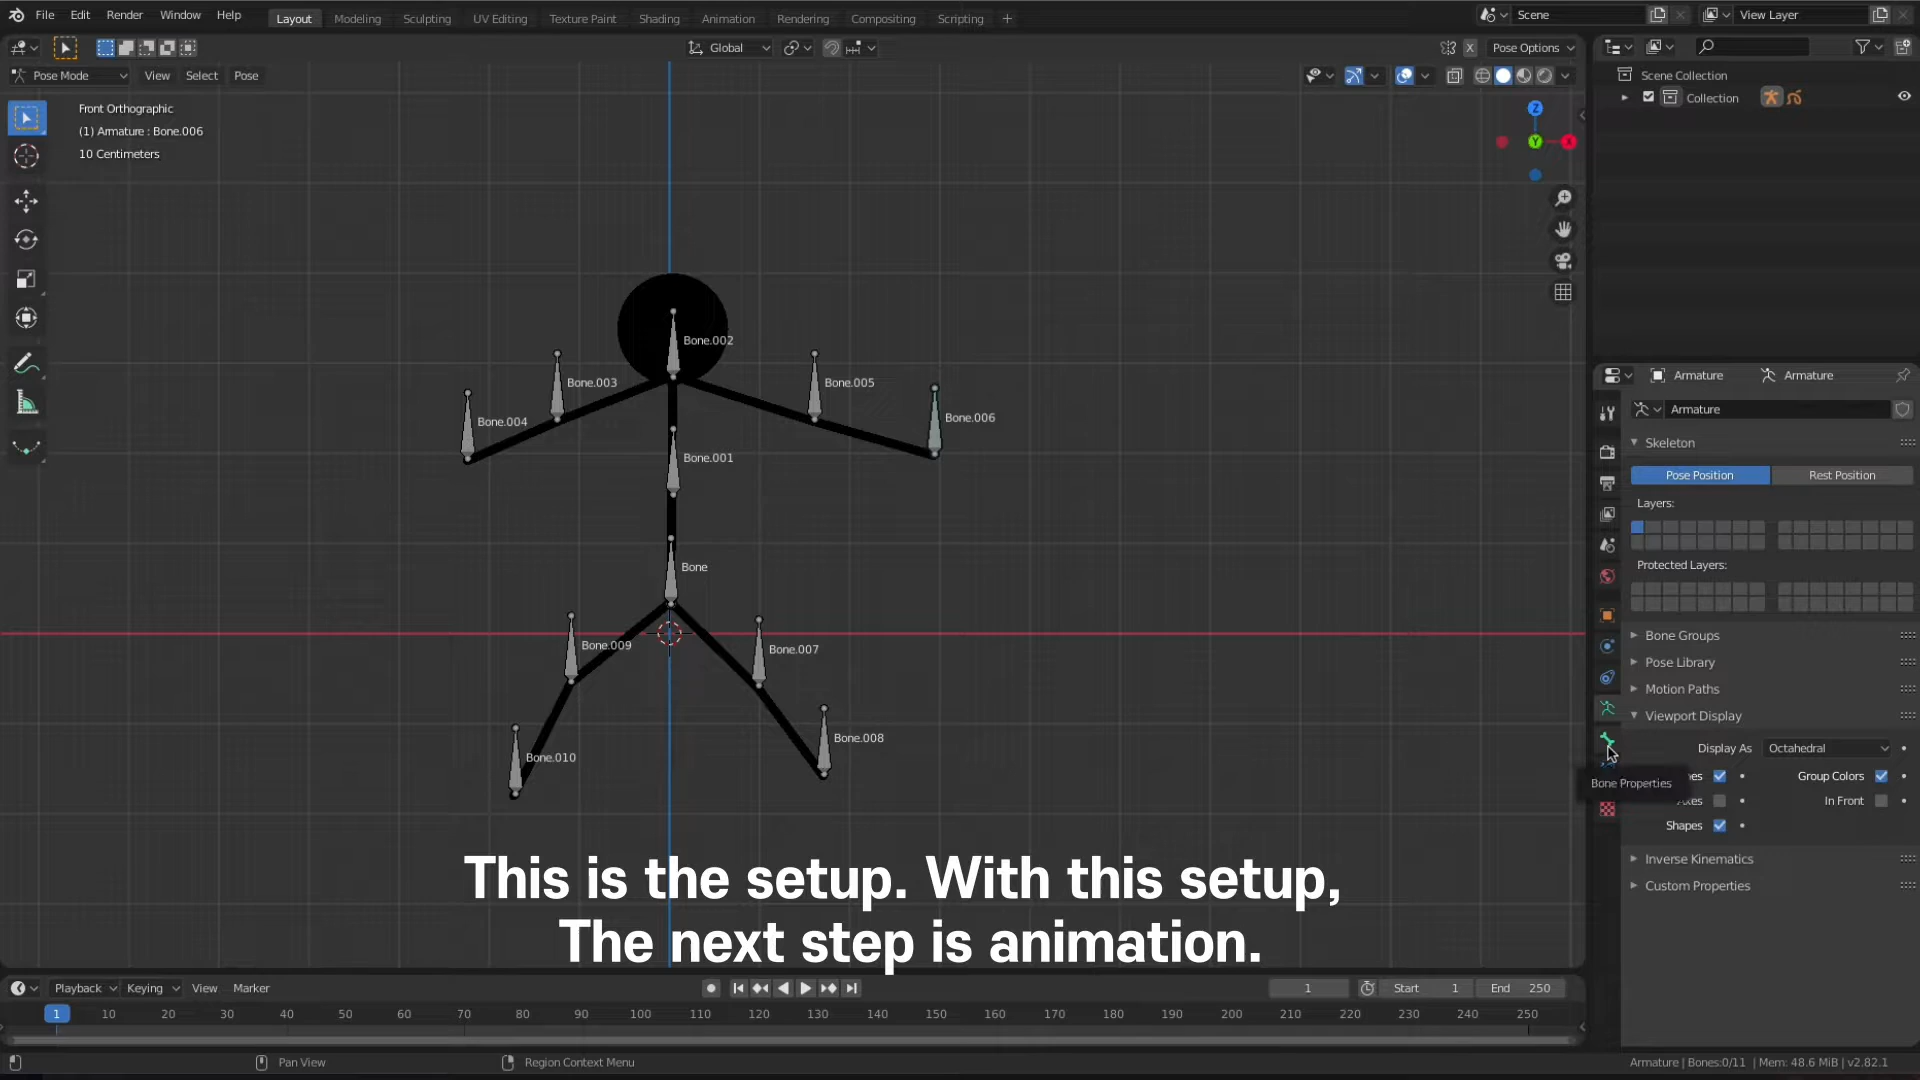 File Edit Render Window Help Layout Modeling Sculpting UV Editing Texture Paint Shading Animation Rendering Compositing Scripting + Scene View Layer
Global X Pose Options
Pose Mode View Select Pose
Scene Collection
Collection
Front Orthographic
(1) Armature : Bone.006
10 Centimeters
Z
Y X
Bone.002
Bone.003 Bone.005
Bone.004 Bone.006
Bone.001
Bone
Bone.009 Bone.007
Bone.008
Bone.010
Armature Armature
Armature
Skeleton
Pose Position Rest Position
Layers:
Protected Layers:
Bone Groups
Pose Library
Motion Paths
Viewport Display
Display As Octahedral
Group Colors
Bone Properties
In Front
Shapes
Inverse Kinematics
Custom Properties
This is the setup. With this setup,
The next step is animation.
Playback Keying View Marker 1 Start 1 End 250
1 10 20 30 40 50 60 70 80 90 100 110 120 130 140 150 160 170 180 190 200 210 220 230 240 250
Pan View Region Context Menu Armature | Bones:0/11 | Mem: 48.6 MiB | v2.82.1